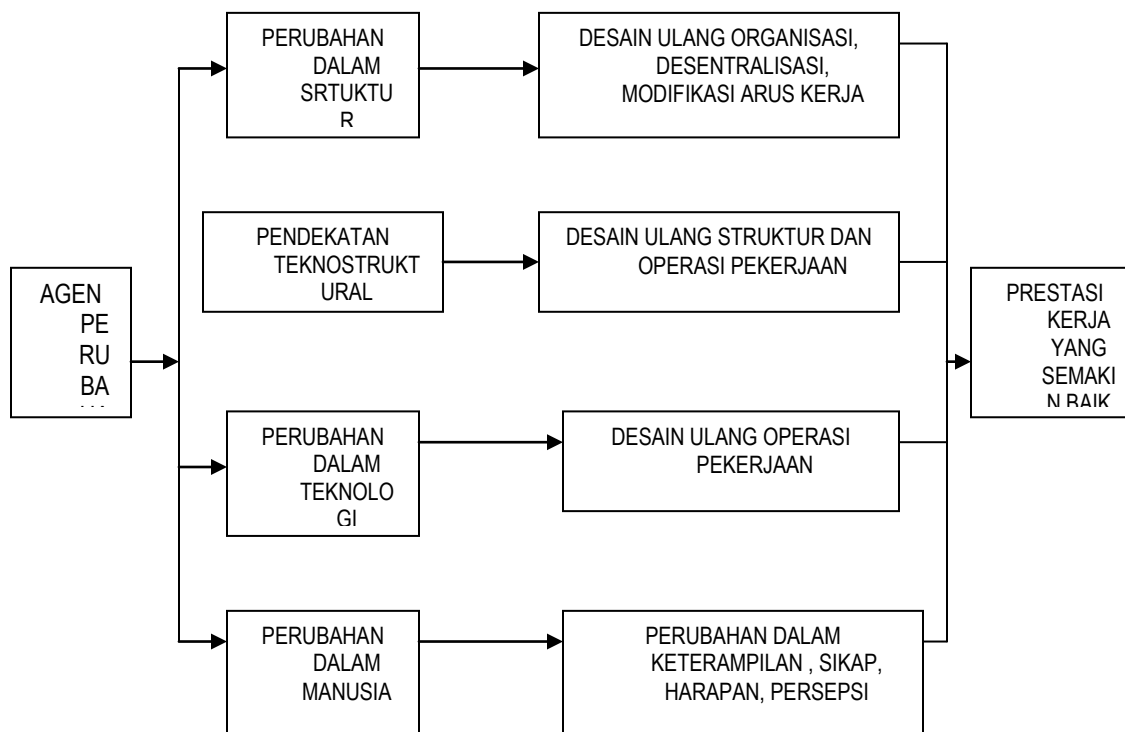 PERUBAHAN
DALAM
SRTUKTU
R
DESAIN ULANG ORGANISASI,
DESENTRALISASI,
MODIFIKASI ARUS KERJA
PENDEKATAN
TEKNOSTRUKT
URAL
DESAIN ULANG STRUKTUR DAN
OPERASI PEKERJAAN
AGEN
PE
RU
BA
PRESTASI
KERJA
YANG
SEMAKI
N BAIK
PERUBAHAN
DALAM
TEKNOLO
GI
DESAIN ULANG OPERASI
PEKERJAAN
PERUBAHAN
DALAM
MANUSIA
PERUBAHAN DALAM
KETERAMPILAN , SIKAP,
HARAPAN, PERSEPSI